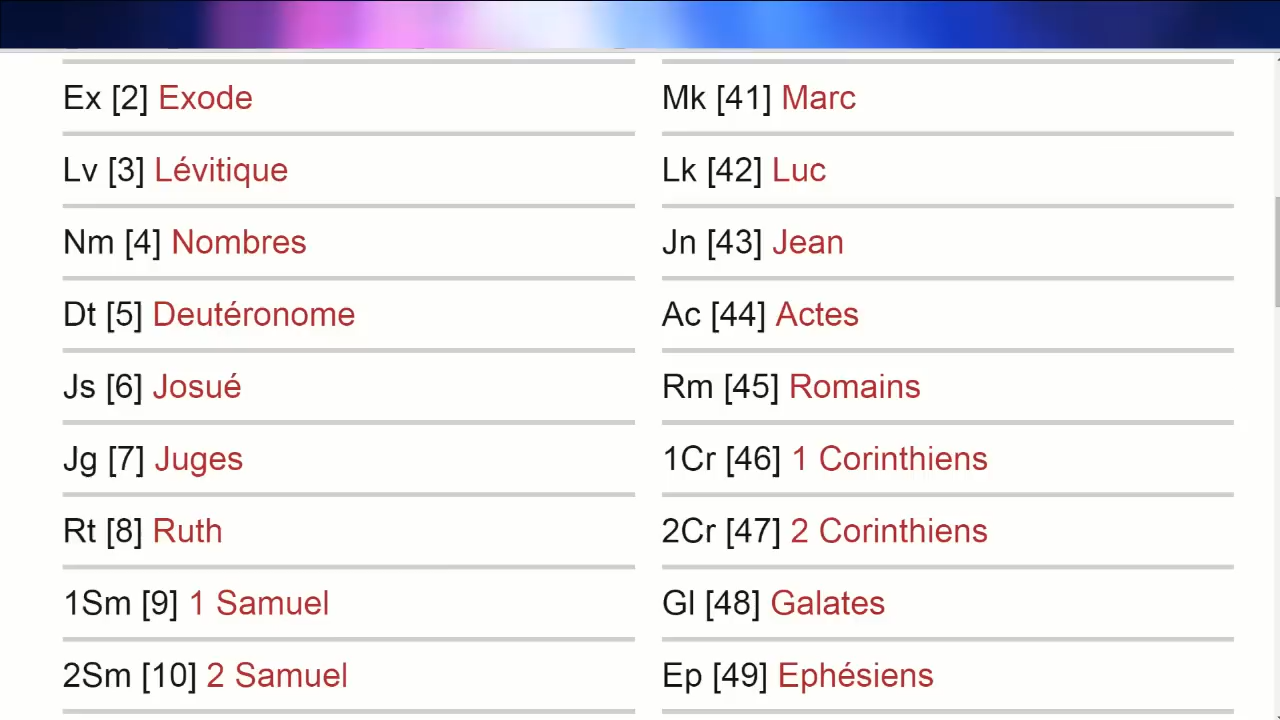 Ex [2] Exode
Lv [3] Lévitique
Nm [4] Nombres
Dt [5] Deutéronome
Js [6] Josué
Jg [7] Juges
Rt [8] Ruth
1Sm [9] 1 Samuel
2Sm [10] 2 Samuel
Mk [41] Marc
Lk [42] Luc
Jn [43] Jean
Ac [44] Actes
Rm [45] Romains
1Cr [46] 1 Corinthiens
2Cr [47] 2 Corinthiens
Gl [48] Galates
Ep [49] Ephésiens